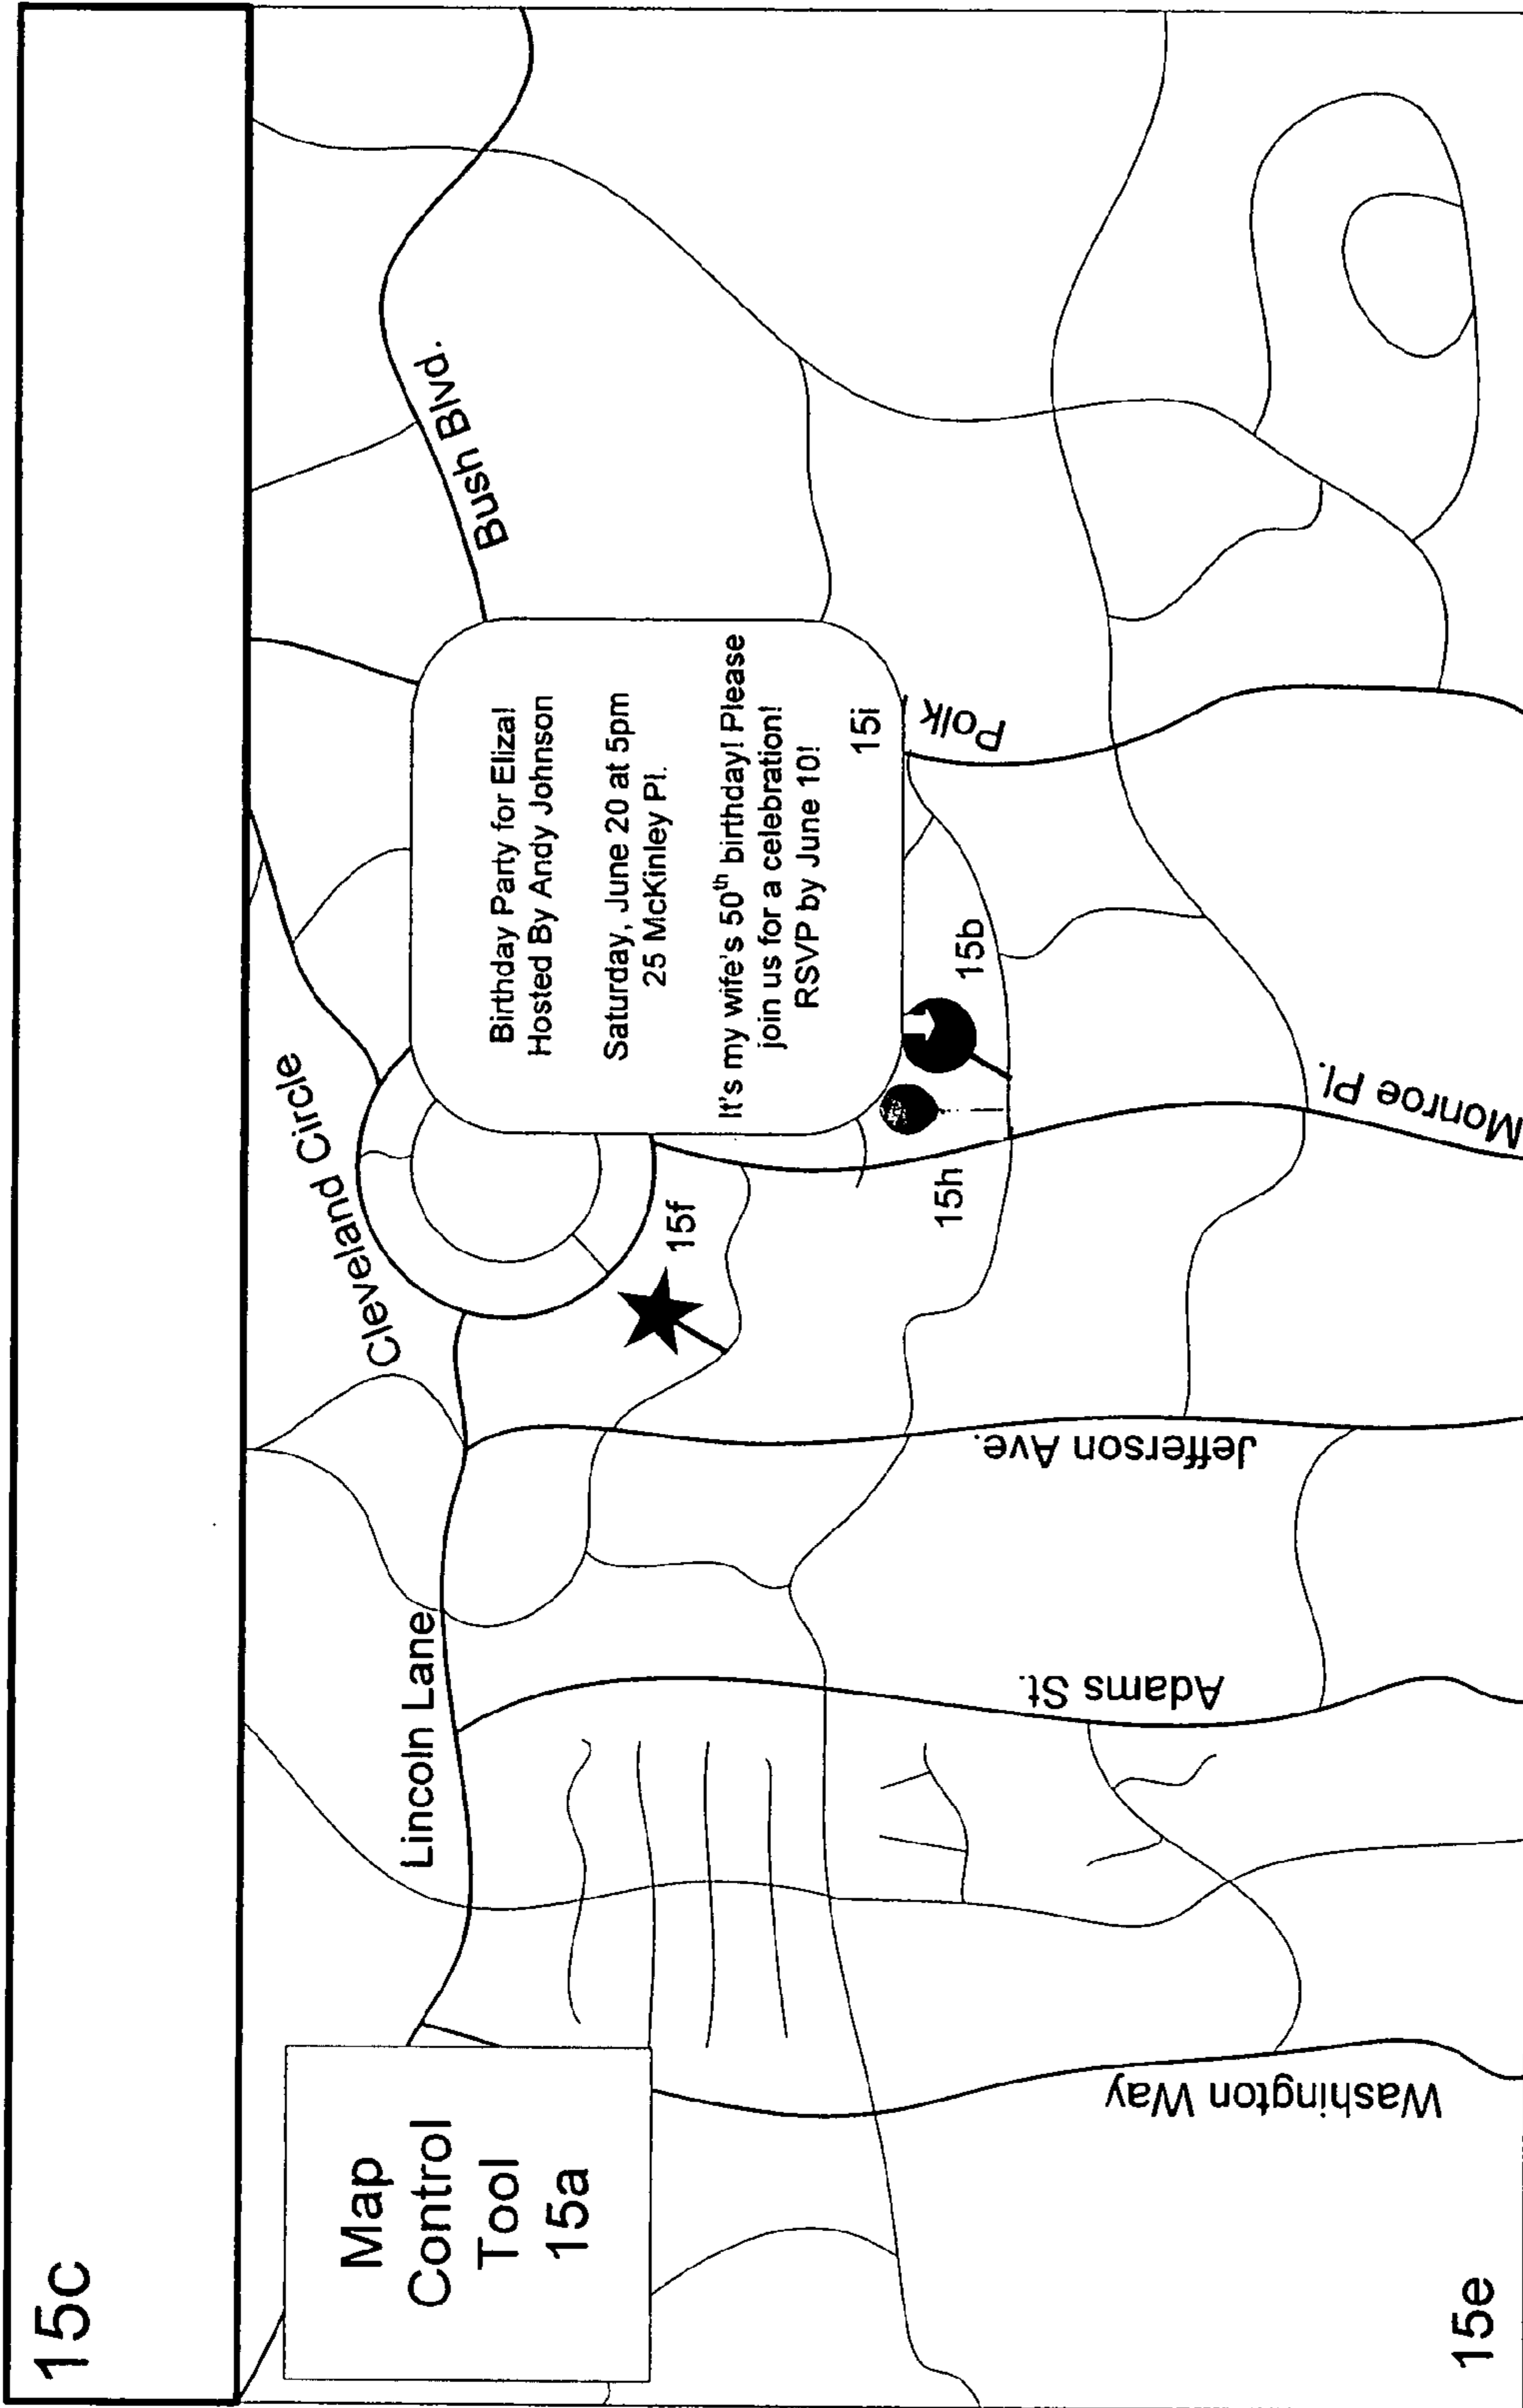 15c
Map
Control
Tool
15a
Lincoln Lane
Cleveland Circle
Bush Blvd.
Birthday Party for Eliza!
Hosted By Andy Johnson
Saturday, June 20 at 5pm
25 McKinley Pl.
It's my wife's 50th birthday! Please
join us for a celebration!
RSVP by June 10!
15i
15f
15h
15b
Polk
Washington Way
Adams St.
Jefferson Ave.
Monroe Pl.
15e